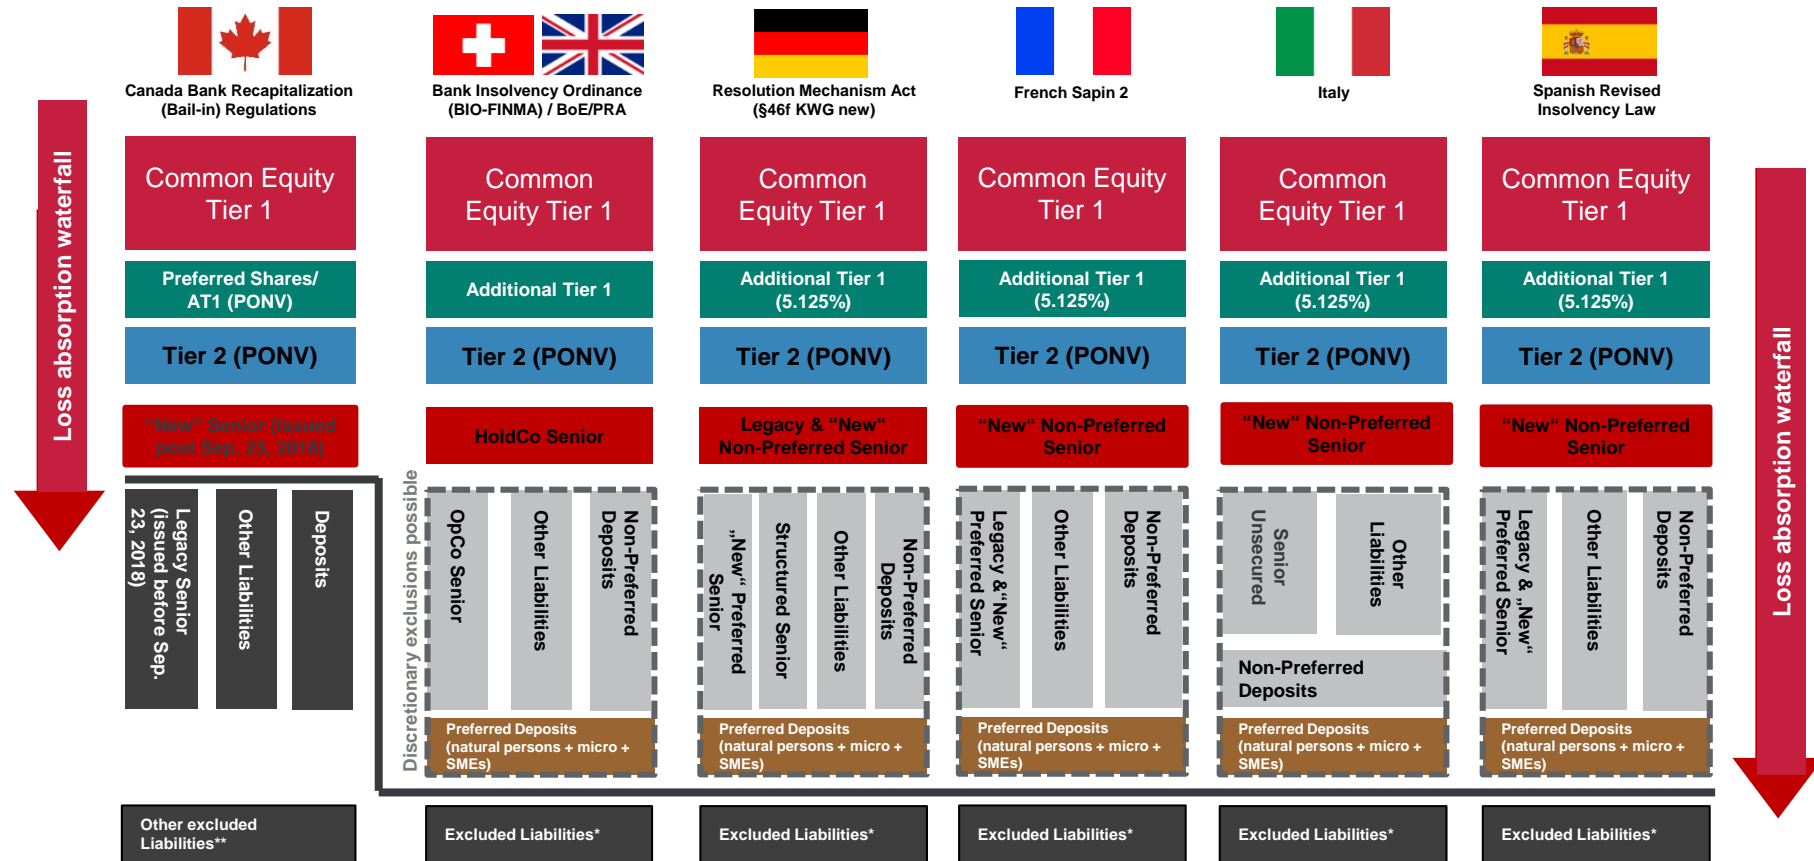 Canada Bank Recapitalization
(Bail-in) Regulations
Bank Insolvency Ordinance
(BIO-FINMA) / BoE/PRA
Resolution Mechanism Act
(§46f KWG new)
French Sapin 2
Italy
Spanish Revised
Insolvency Law
Loss absorption waterfall
Common Equity
Tier 1
Common
Equity Tier 1
Common
Equity Tier 1
Common Equity
Tier 1
Common
Equity Tier 1
Common Equity
Tier 1
Loss absorption waterfall
Preferred Shares/
AT1 (PONV)
Additional Tier 1
Additional Tier 1
(5.125%)
Additional Tier 1
(5.125%)
Additional Tier 1
(5.125%)
Additional Tier 1
(5.125%)
Tier 2 (PONV)
Tier 2 (PONV)
Tier 2 (PONV)
Tier 2 (PONV)
Tier 2 (PONV)
Tier 2 (PONV)
“New“ Senior (issued
post Sep. 23, 2018)
HoldCo Senior
Legacy & “New“
Non-Preferred Senior
“New“ Non-Preferred
Senior
“New“ Non-Preferred
Senior
“New“ Non-Preferred
Senior
Legacy Senior
(issued before Sep.
23, 2018)
Other Liabilities
Deposits
Discretionary exclusions possible
OpCo Senior
Other Liabilities
Non-Preferred
Deposits
„New“ Preferred
Senior
Structured Senior
Other Liabilities
Non-Preferred
Deposits
Legacy &“New“
Preferred Senior
Other Liabilities
Non-Preferred
Deposits
Senior
Unsecured
Other
Liabilities
Non-Preferred
Deposits
Legacy & „New“
Preferred Senior
Other Liabilities
Non-Preferred
Deposits
Preferred Deposits
(natural persons + micro +
SMEs)
Preferred Deposits
(natural persons + micro +
SMEs)
Preferred Deposits
(natural persons + micro +
SMEs)
Preferred Deposits
(natural persons + micro +
SMEs)
Preferred Deposits
(natural persons + micro +
SMEs)
Other excluded
Liabilities**
Excluded Liabilities*
Excluded Liabilities*
Excluded Liabilities*
Excluded Liabilities*
Excluded Liabilities*